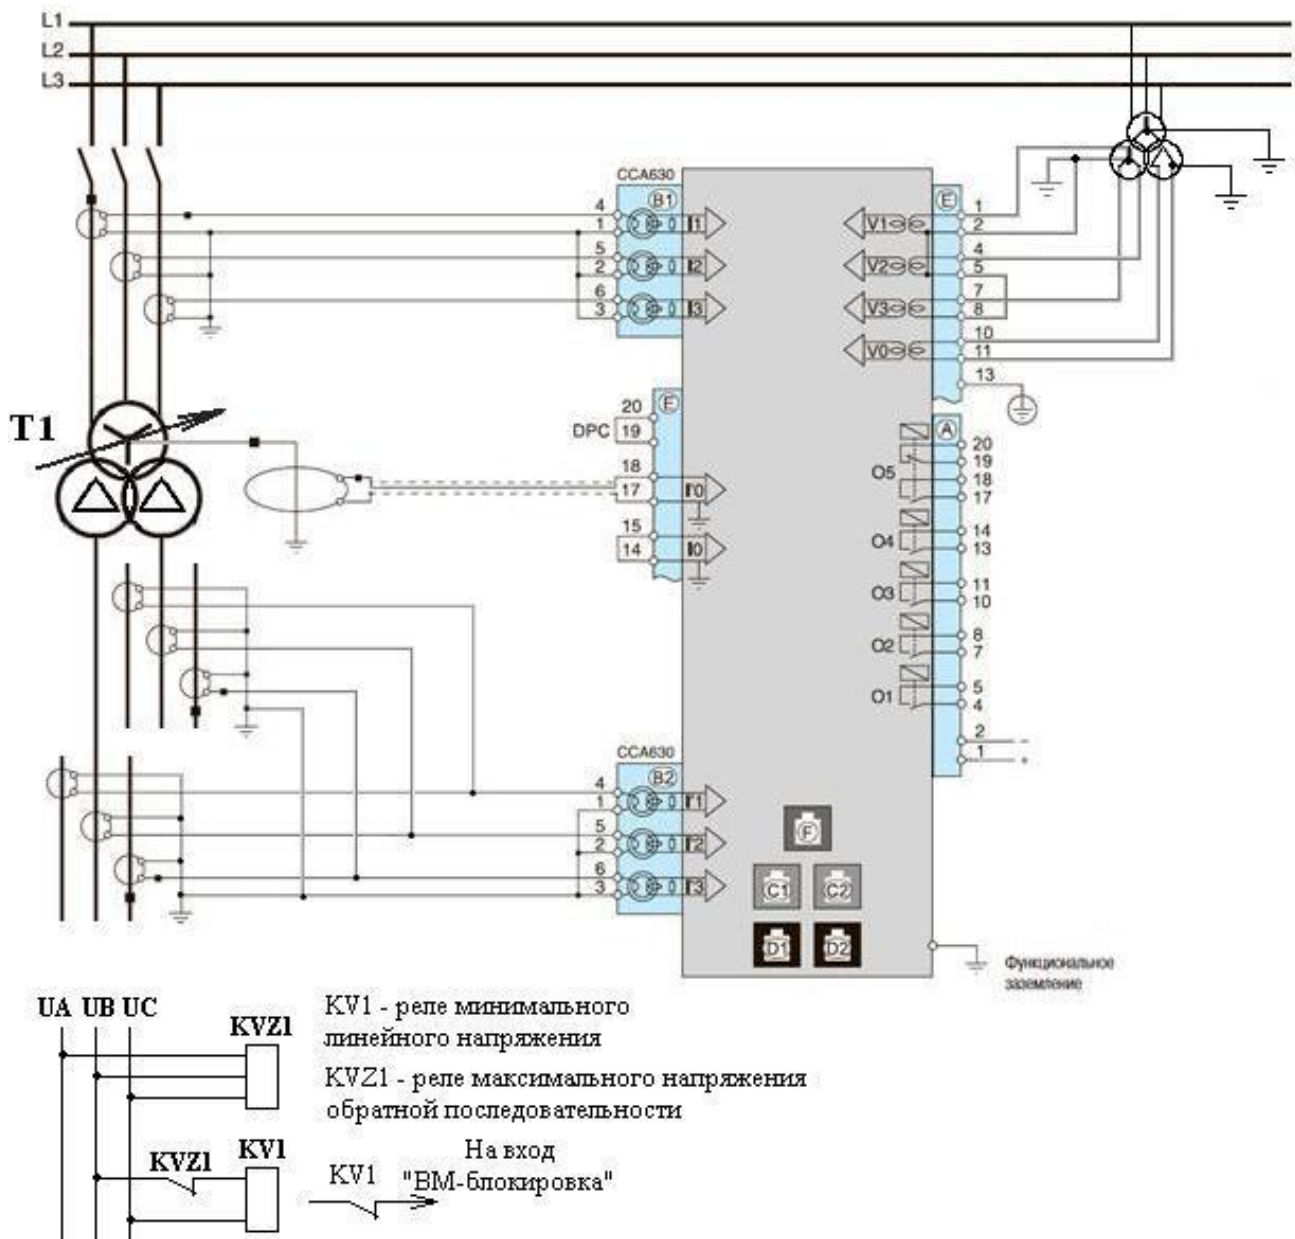 L1
L2
L3
T1
CCA630
B1
4
1
5
2
6
3
I1
I2
I3
E
V1
V2
V3
V0
1
2
4
5
7
8
10
11
13
E
20
DPC 19
18
17
15
14
I'0
I0
A
O5
O4
O3
O2
O1
20
19
18
17
14
13
11
10
8
7
5
4
2 -
1 +
CCA630
B2
4
1
5
2
6
3
I'1
I'2
I'3
F
C1 C2
D1 D2
Функциональное
заземление
UA UB UC
KVZ1
KV1 - реле минимального
линейного напряжения
KVZ1 - реле максимального напряжения
обратной последовательности
KVZ1
KV1
KV1
На вход
"ВМ-блокировка"